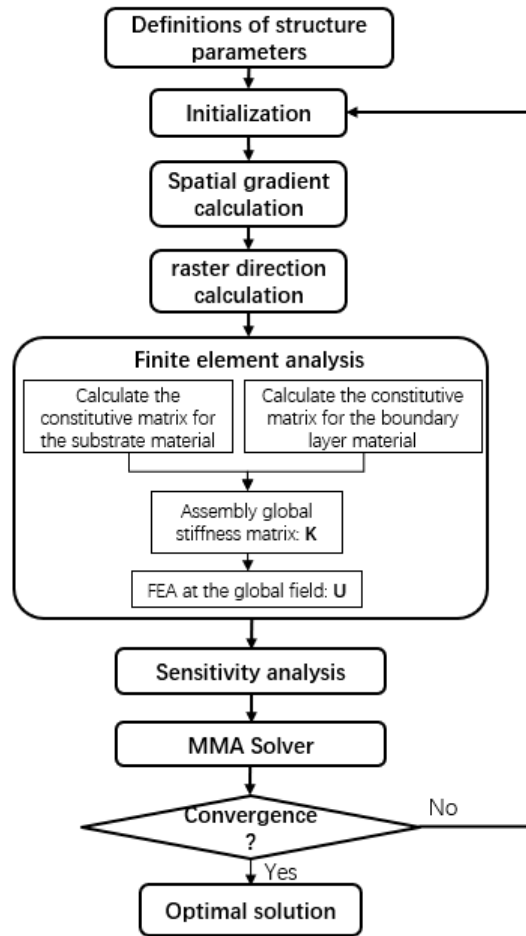 Definitions of structure
parameters
Initialization
Spatial gradient
calculation
raster direction
calculation
Finite element analysis
Calculate the
constitutive matrix for
the substrate material
Calculate the constitutive
matrix for the boundary
layer material
Assembly global
stiffness matrix: K
FEA at the global field: U
Sensitivity analysis
MMA Solver
Convergence
?
No
Yes
Optimal solution